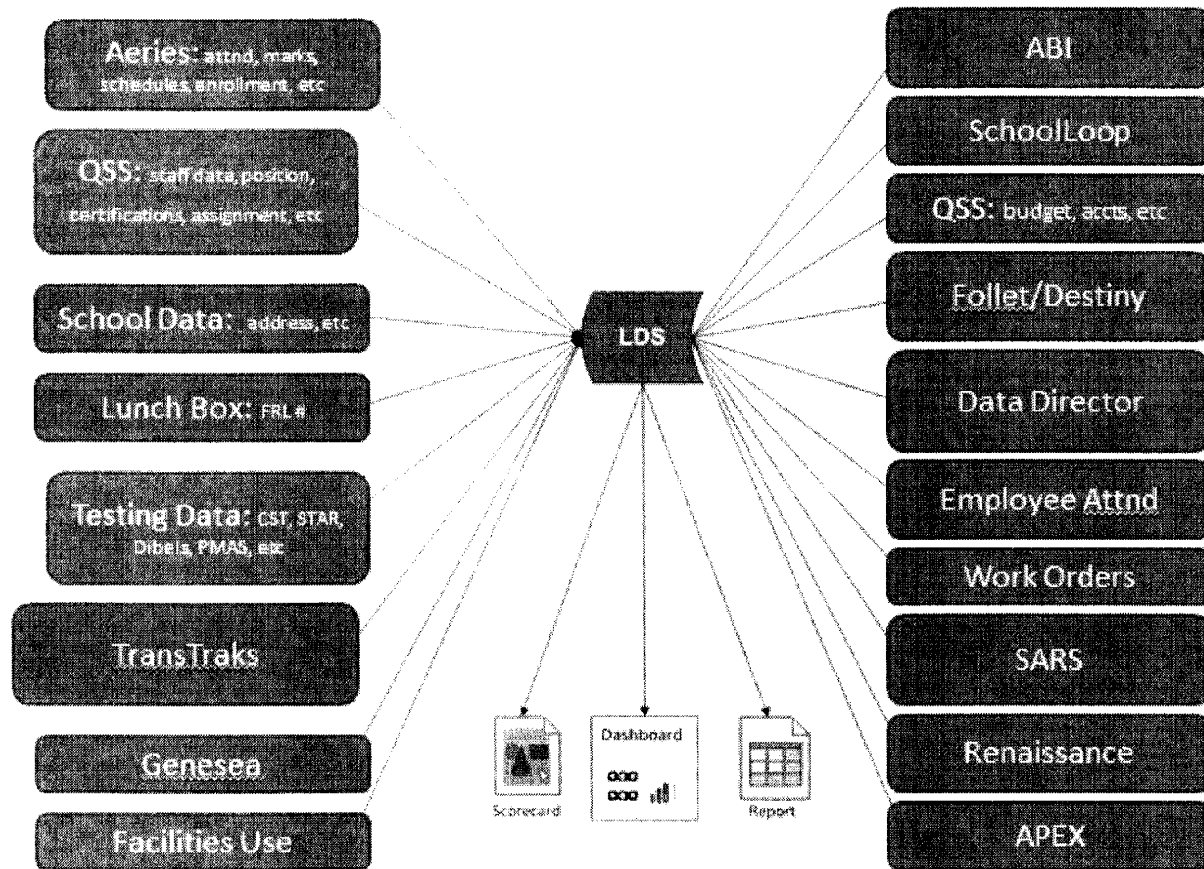 Aeries: attnd, marks,
schedules, enrollment, etc
QSS: staff data, position,
certifications, assignment, etc
School Data: address, etc
Lunch Box: FRL #
Testing Data: CST, STAR,
Dibels, PMAS, etc
TransTraks
Genesea
Facilities Use
LDS
Scorecard
Dashboard
Report
ABI
SchoolLoop
QSS: budget, accts, etc
Follet/Destiny
Data Director
Employee Attnd
Work Orders
SARS
Renaissance
APEX